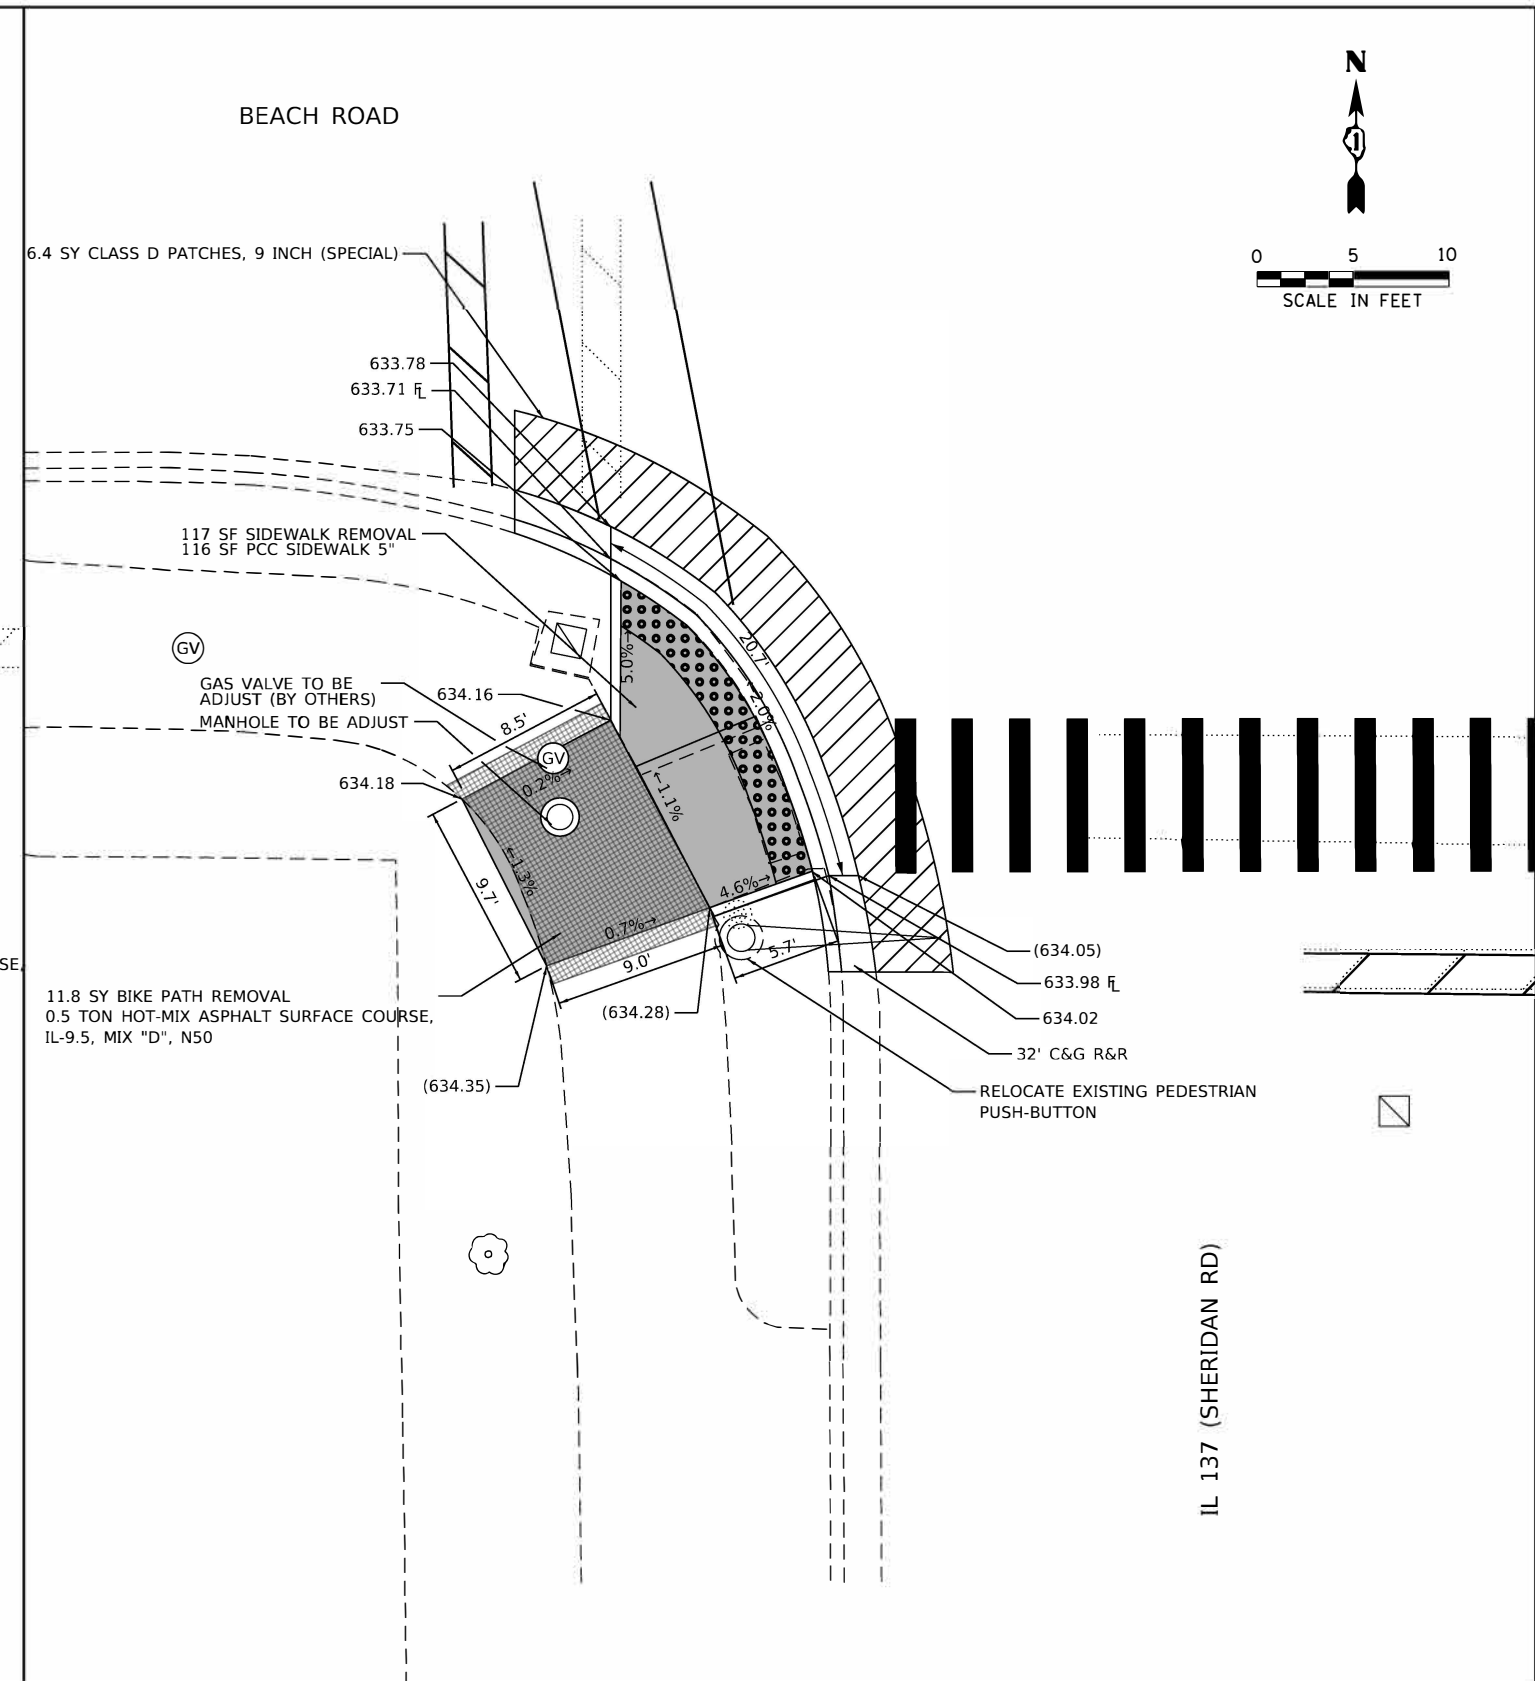 BEACH ROAD
N
1
0 5 10
SCALE IN FEET
6.4 SY CLASS D PATCHES, 9 INCH (SPECIAL)
633.78
633.71 FL
633.75
117 SF SIDEWALK REMOVAL
116 SF PCC SIDEWALK 5"
GV
GAS VALVE TO BE
ADJUST (BY OTHERS)
MANHOLE TO BE ADJUST
634.16
634.18
8.5'
GV
0.2%→
5.0%→
20.7'
←2.0%
←1.1%
←1.3%
9.7'
4.6%→
0.7%→
9.0'
5.7'
SE,
11.8 SY BIKE PATH REMOVAL
0.5 TON HOT-MIX ASPHALT SURFACE COURSE,
IL-9.5, MIX "D", N50
(634.28)
(634.35)
(634.05)
633.98 FL
634.02
32' C&G R&R
RELOCATE EXISTING PEDESTRIAN
PUSH-BUTTON
IL 137 (SHERIDAN RD)